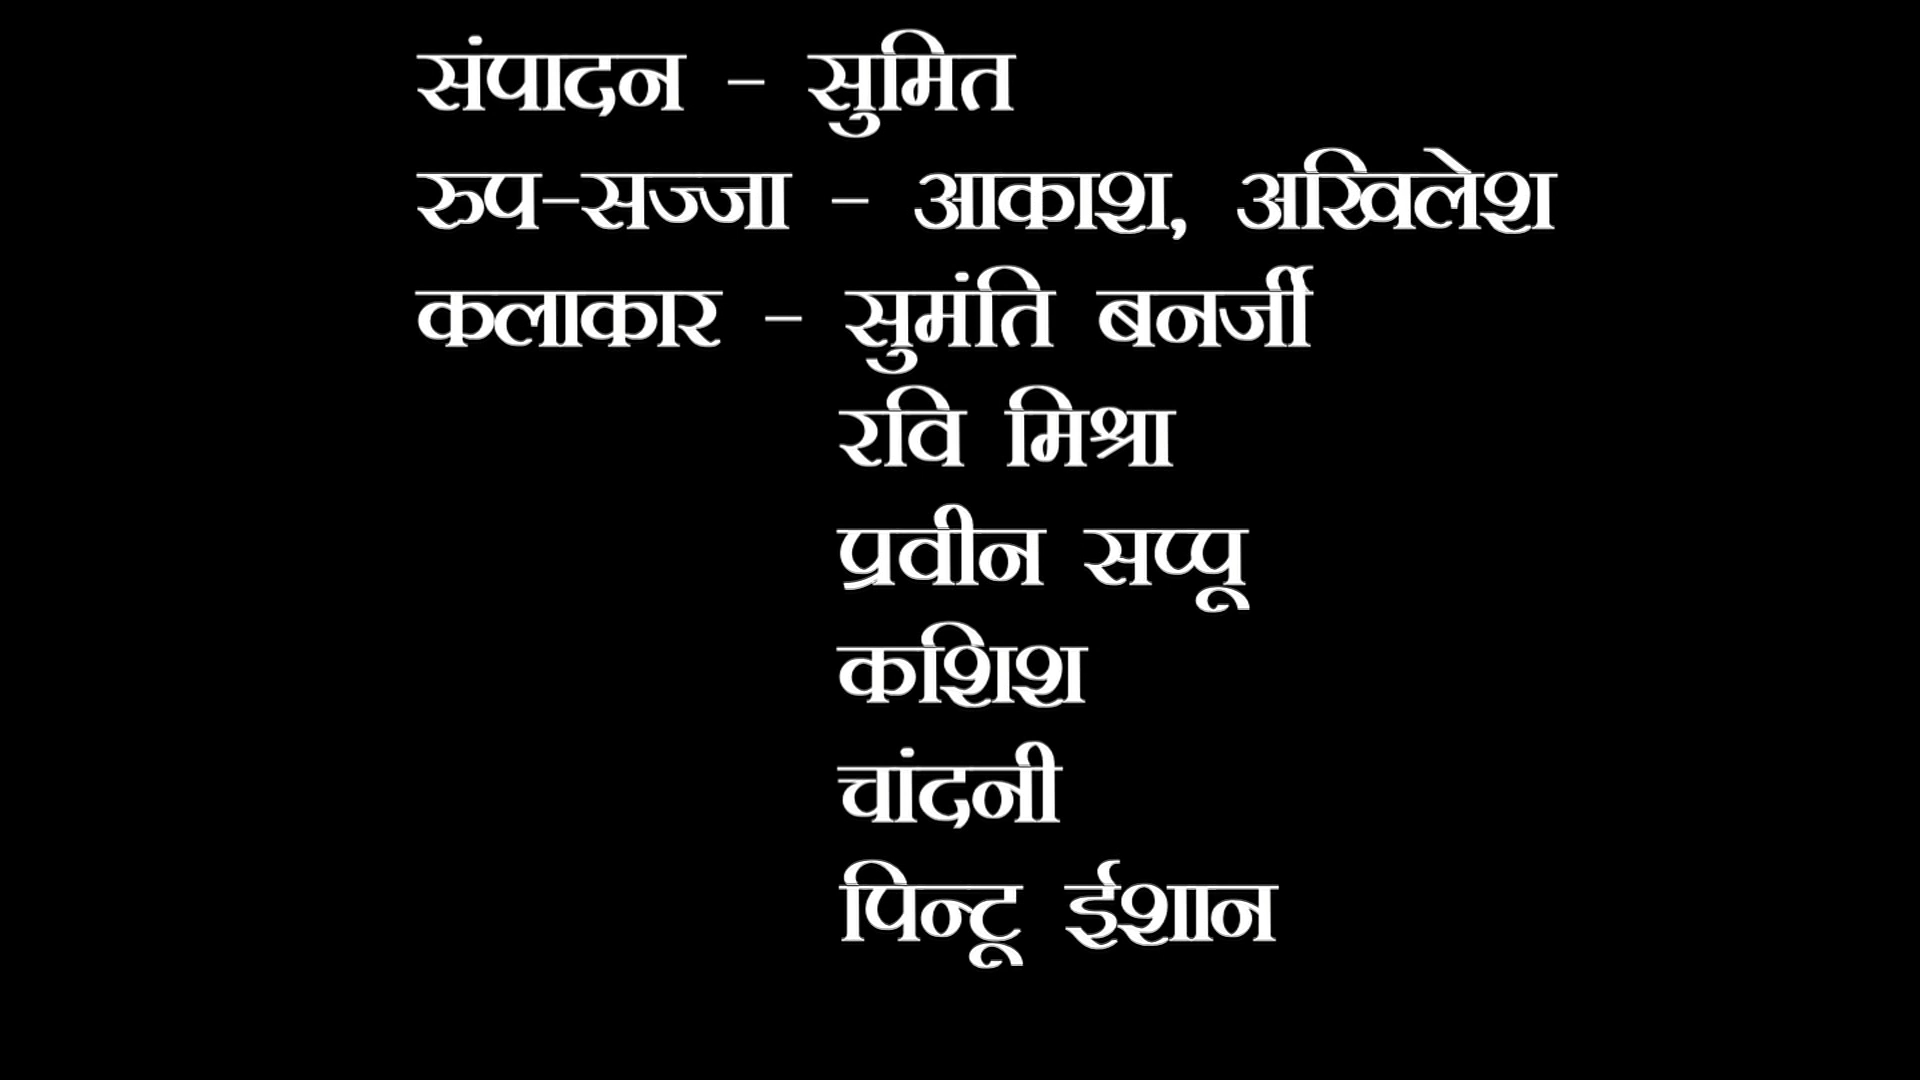 संपादन - सुमित
रुप-सज्जा - आकाश, अखिलेश
कलाकार - सुमंति बनर्जी
रवि मिश्रा
प्रवीन सप्पू
कशिश
चांदनी
पिन्टू ईशान